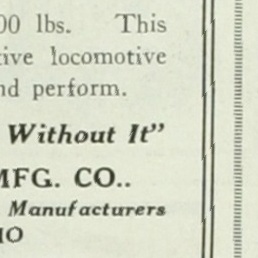 00 lbs. This
tive locomotive
nd perform.
Without It"
MFG. CO..
Manufacturers
IO